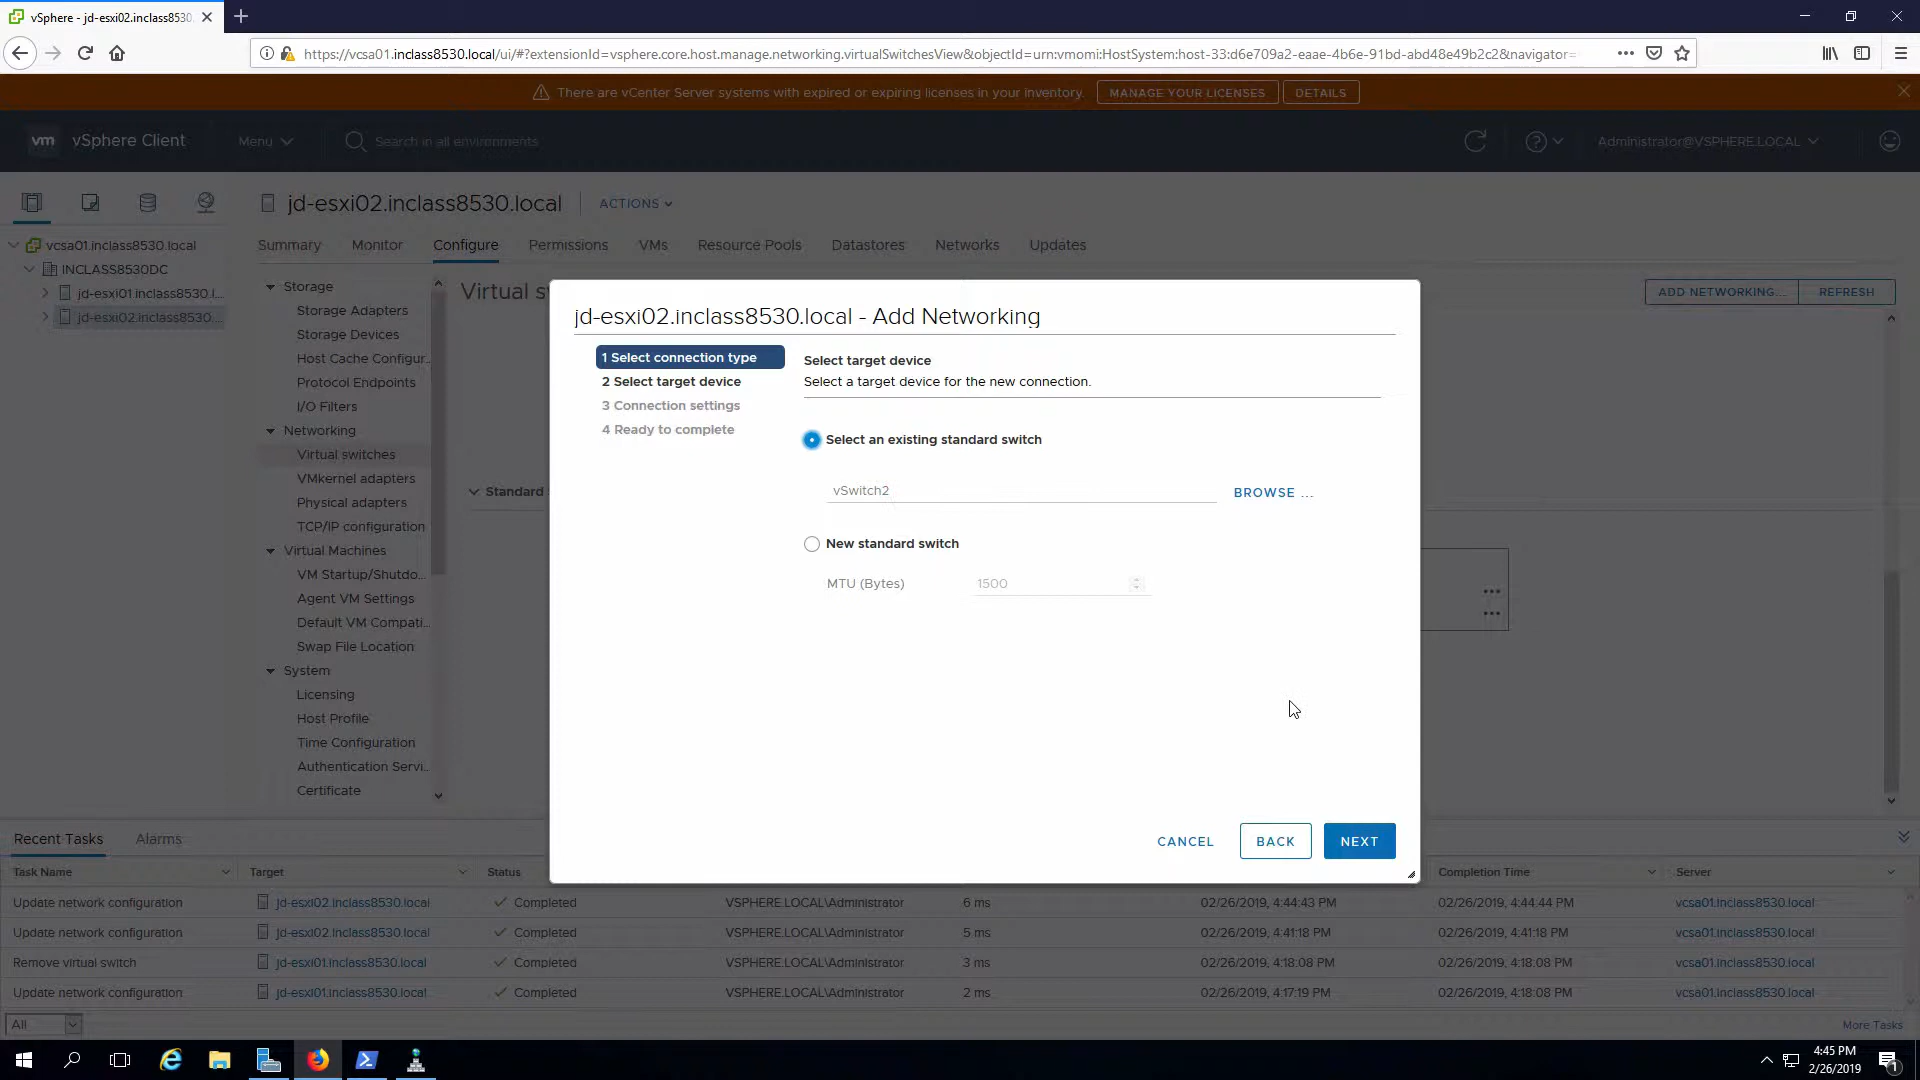 vSphere - jd-esxi02.inclass8530.
https://vcsa01.inclass8530.local/ui/#?extensionId=vsphere.core.host.manage.networking.virtualSwitchesView&objectId=urn:vmomi:HostSystem:host-33:d6e709a2-eaae-4b6e-91bd-abd48e49b2c2&navigator=
There are vCenter Server systems with expired or expiring licenses in your inventory.
MANAGE YOUR LICENSES
DETAILS
vm vSphere Client
Menu
Search in all environments
Administrator@VSPHERE.LOCAL
jd-esxi02.inclass8530.local
ACTIONS
vcsa01.inclass8530.local
INCLASS8530DC
jd-esxi01.inclass8530.l...
jd-esxi02.inclass8530....
Summary Monitor Configure Permissions VMs Resource Pools Datastores Networks Updates
Storage
Storage Adapters
Storage Devices
Host Cache Configur...
Protocol Endpoints
I/O Filters
Networking
Virtual switches
VMkernel adapters
Physical adapters
TCP/IP configuration
Virtual Machines
VM Startup/Shutdo...
Agent VM Settings
Default VM Compati...
Swap File Location
System
Licensing
Host Profile
Time Configuration
Authentication Servi...
Certificate
Virtual s
ADD NETWORKING...
REFRESH
Standard
jd-esxi02.inclass8530.local - Add Networking
1 Select connection type
2 Select target device
3 Connection settings
4 Ready to complete
Select target device
Select a target device for the new connection.
Select an existing standard switch
vSwitch2
BROWSE ...
New standard switch
MTU (Bytes) 1500
CANCEL
BACK
NEXT
Recent Tasks Alarms
Task Name Target Status Completion Time Server
Update network configuration jd-esxi02.inclass8530.local Completed VSPHERE.LOCAL\Administrator 6 ms 02/26/2019, 4:44:43 PM 02/26/2019, 4:44:44 PM vcsa01.inclass8530.local
Update network configuration jd-esxi02.inclass8530.local Completed VSPHERE.LOCAL\Administrator 5 ms 02/26/2019, 4:41:18 PM 02/26/2019, 4:41:18 PM vcsa01.inclass8530.local
Remove virtual switch jd-esxi01.inclass8530.local Completed VSPHERE.LOCAL\Administrator 3 ms 02/26/2019, 4:18:08 PM 02/26/2019, 4:18:08 PM vcsa01.inclass8530.local
Update network configuration jd-esxi01.inclass8530.local Completed VSPHERE.LOCAL\Administrator 2 ms 02/26/2019, 4:17:19 PM 02/26/2019, 4:18:08 PM vcsa01.inclass8530.local
All
More Tasks
4:45 PM
2/26/2019
1